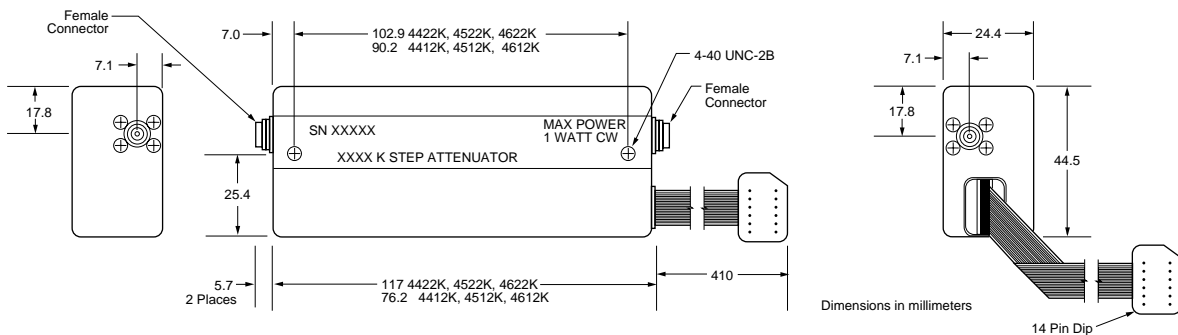 Female
Connector
7.1
17.8
7.0
102.9 4422K, 4522K, 4622K
90.2 4412K, 4512K, 4612K
4-40 UNC-2B
Female
Connector
SN XXXXX
MAX POWER
1 WATT CW
XXXX K STEP ATTENUATOR
25.4
5.7
2 Places
117 4422K, 4522K, 4622K
76.2 4412K, 4512K, 4612K
410
24.4
7.1
17.8
44.5
Dimensions in millimeters
14 Pin Dip